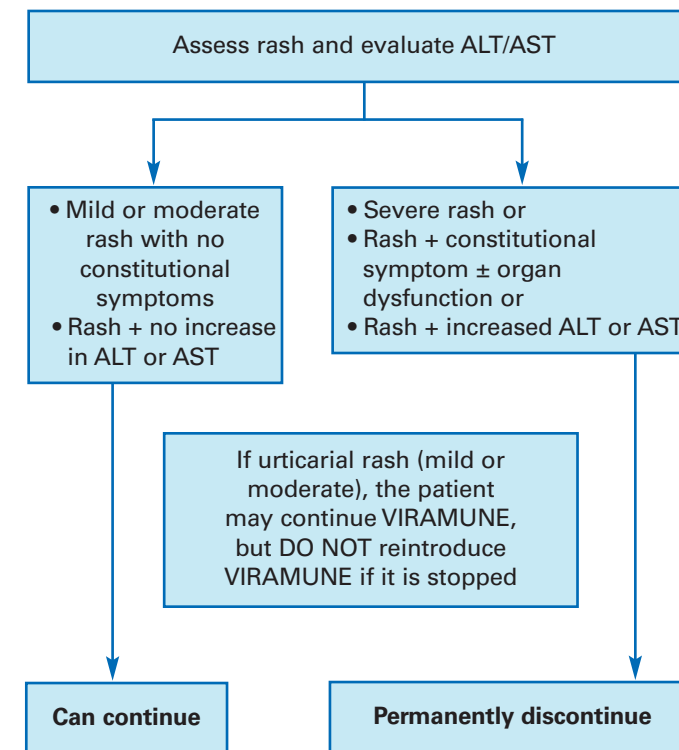 Assess rash and evaluate ALT/AST
• Mild or moderate
rash with no
constitutional
symptoms
• Rash + no increase
in ALT or AST
• Severe rash or
• Rash + constitutional
symptom ± organ
dysfunction or
• Rash + increased ALT or AST
If urticarial rash (mild or
moderate), the patient
may continue VIRAMUNE,
but DO NOT reintroduce
VIRAMUNE if it is stopped
Can continue
Permanently discontinue